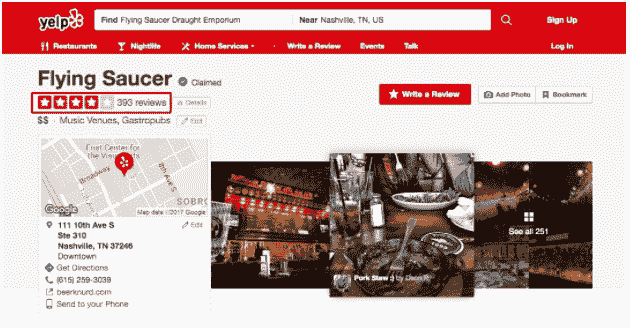 yelp
Find Flying Saucer Draught Emporium
Near Nashville, TN, US
Sign Up
Restaurants
Nightlife
Home Services
Write a Review
Events
Talk
Log In
Flying Saucer
Claimed
393 reviews
Details
$$ · Music Venues, Gastropubs
Edit
Write a Review
Add Photo
Bookmark
Frist Center for
the Visual Arts
Broadway
8th Ave S
SOBRO
Google
Map data ©2017 Google
111 10th Ave S
Edit
Ste 310
Nashville, TN 37246
Downtown
Get Directions
(615) 259-3039
beerknurd.com
Send to your Phone
Pork Slaw :) by
See all 251